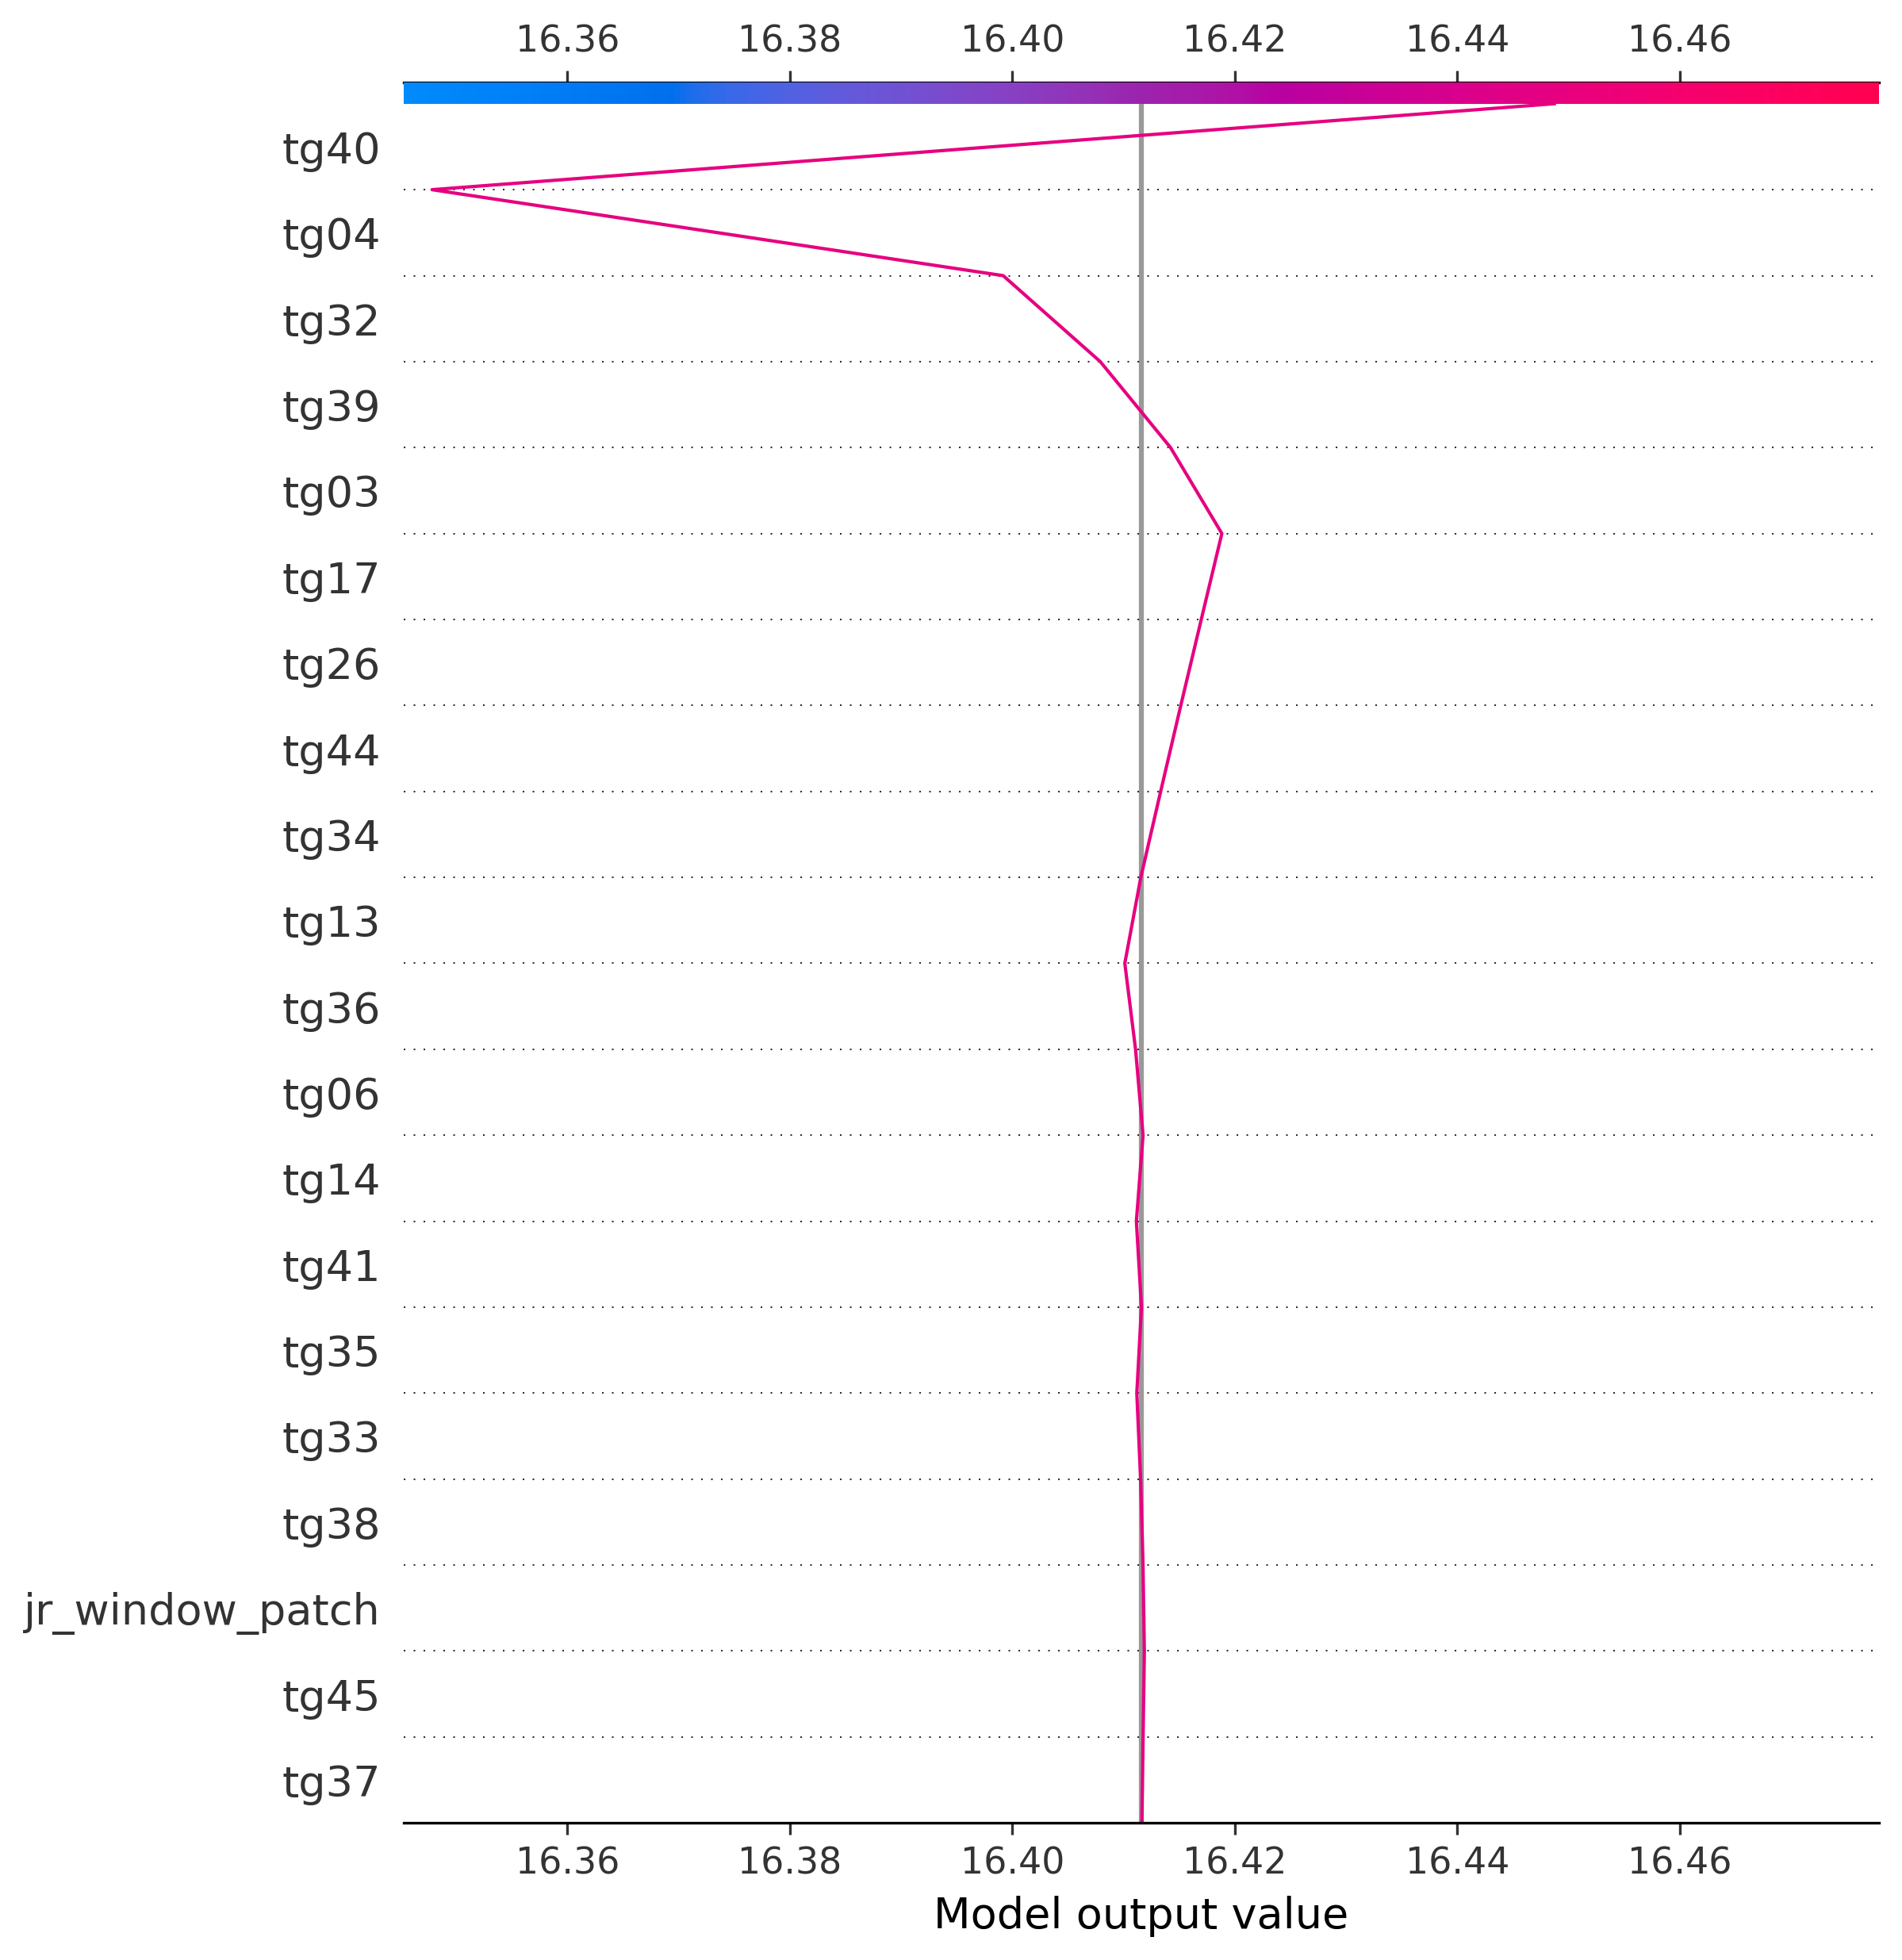 16.36 16.38 16.40 16.42 16.44 16.46
tg40
tg04
tg32
tg39
tg03
tg17
tg26
tg44
tg34
tg13
tg36
tg06
tg14
tg41
tg35
tg33
tg38
jr_window_patch
tg45
tg37
16.36 16.38 16.40 16.42 16.44 16.46
Model output value